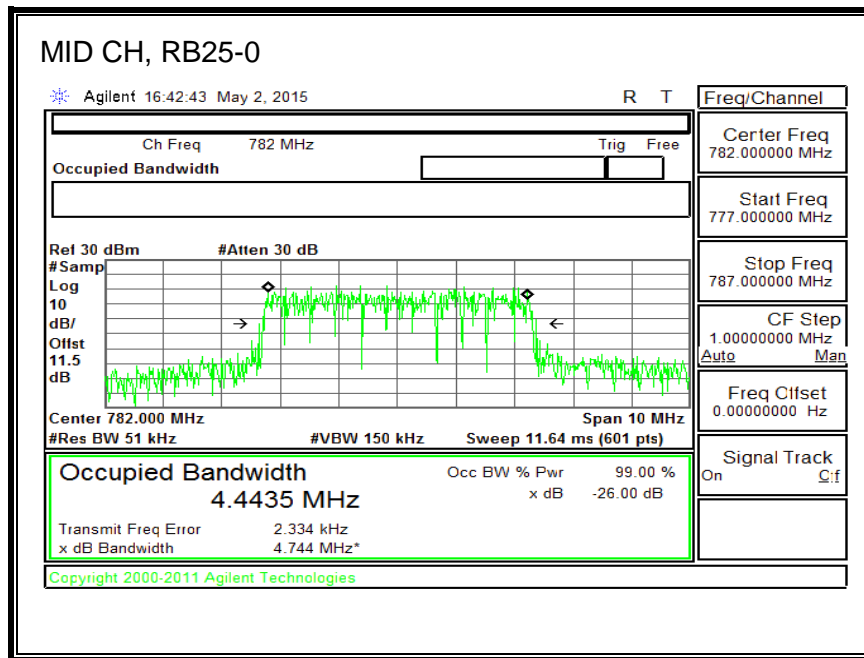 MID CH, RB25-0
Agilent 16:42:43 May 2, 2015 R T
Ch Freq 782 MHz Trig Free
Occupied Bandwidth
Ref 30 dBm #Atten 30 dB
#Samp
Log
10
dB/
Offst
11.5
dB
Center 782.000 MHz Span 10 MHz
#Res BW 51 kHz #VBW 150 kHz Sweep 11.64 ms (601 pts)
Occupied Bandwidth Occ BW % Pwr 99.00 %
4.4435 MHz x dB -26.00 dB
Transmit Freq Error 2.334 kHz
x dB Bandwidth 4.744 MHz*
Copyright 2000-2011 Agilent Technologies
Freq/Channel
Center Freq
782.000000 MHz
Start Freq
777.000000 MHz
Stop Freq
787.000000 MHz
CF Step
1.00000000 MHz
Auto Man
Freq Offset
0.00000000 Hz
Signal Track
On Off